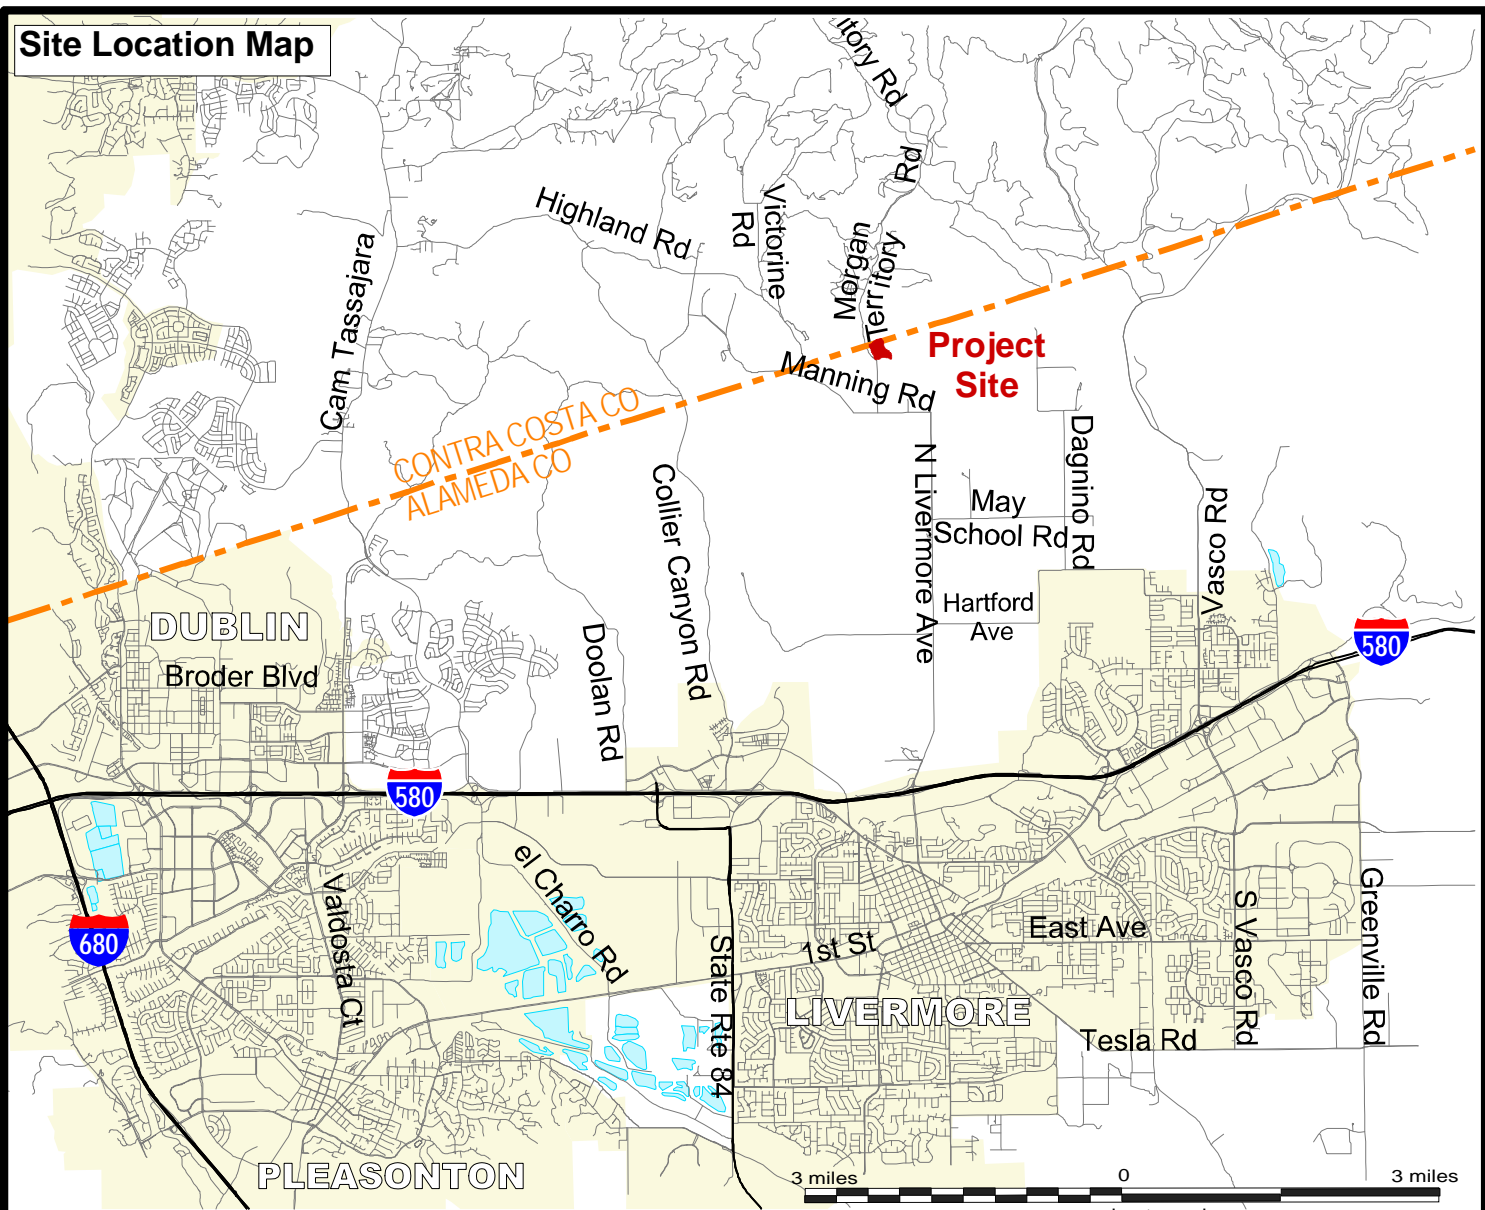 Site Location Map
itory Rd
Rd
Highland Rd
Victorine
Rd
Morgan
Territory
Cam Tassajara
Project
Site
Manning Rd
CONTRA COSTA CO
ALAMEDA CO
Collier Canyon Rd
N Livermore Ave
Dagnino Rd
May
School Rd
Vasco Rd
Hartford
Ave
DUBLIN
Broder Blvd
Doolan Rd
580
580
el Charro Rd
Valdosta Ct
680
State Rte 84
1st St
East Ave
S Vasco Rd
Greenville Rd
LIVERMORE
Tesla Rd
PLEASONTON
3 miles
0
3 miles